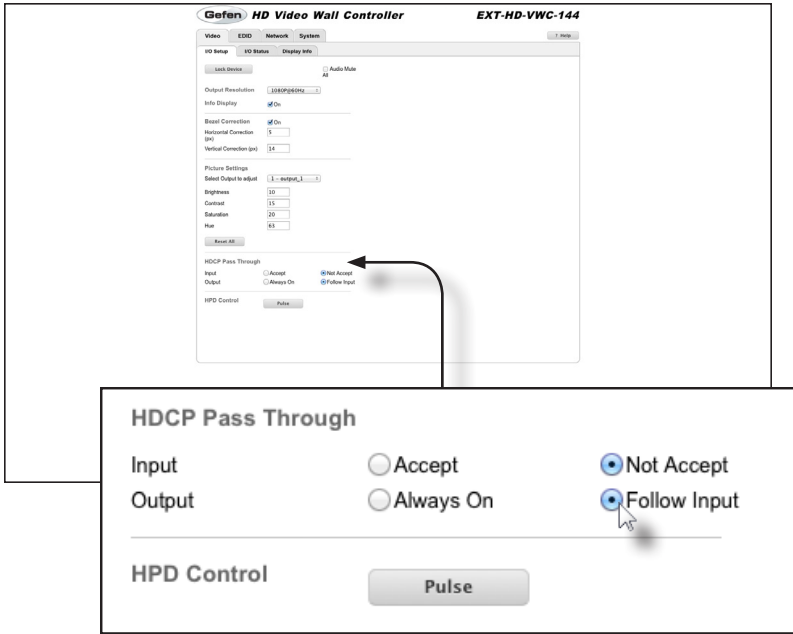 Gefen HD Video Wall Controller EXT-HD-VWC-144
Video EDID Network System ? Help
I/O Setup I/O Status Display Info
Lock Device Audio Mute
All
Output Resolution 1080P@60Hz
Info Display On
Bezel Correction On
Horizontal Correction 5
(px)
Vertical Correction (px) 14
Picture Settings
Select Output to adjust 1 -- output_1
Brightness 10
Contrast 15
Saturation 20
Hue 63
Reset All
HDCP Pass Through
Input Accept Not Accept
Output Always On Follow Input
HPD Control Pulse
HDCP Pass Through
Input Accept Not Accept
Output Always On Follow Input
HPD Control Pulse